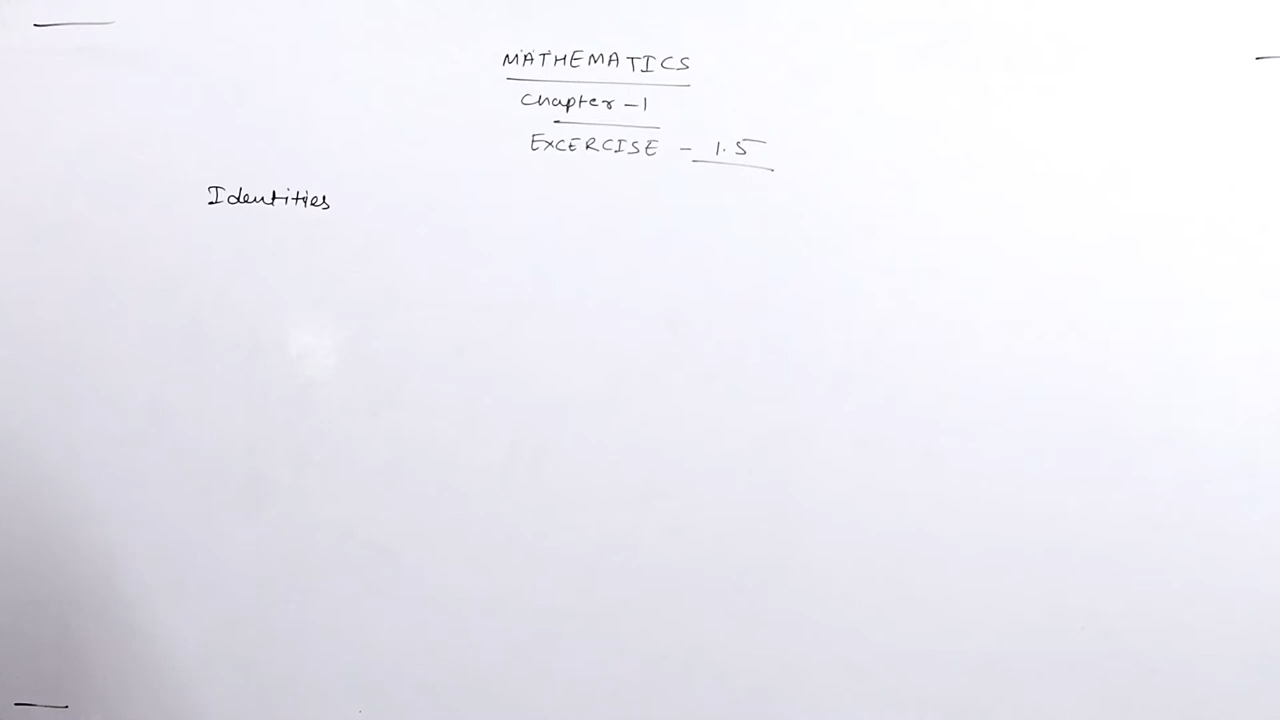 MATHEMATICS
Chapter - 1
EXCERCISE - 1.5
Identities